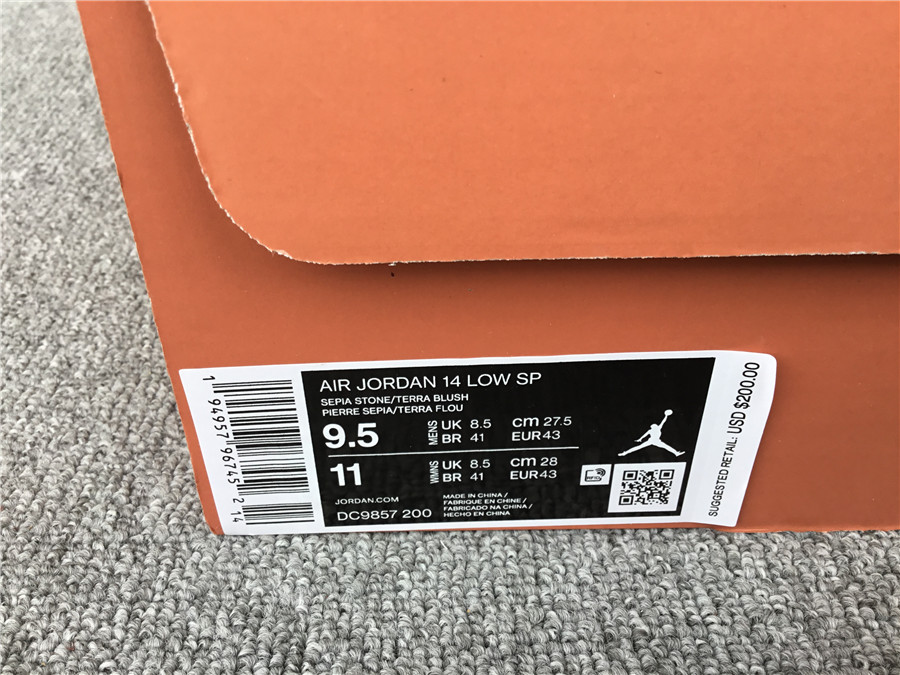 AIR JORDAN 14 LOW SP
SEPIA STONE/TERRA BLUSH
PIERRE SEPIA/TERRA FLOU
9.5 MENS UK 8.5 CM 27.5
BR 41 EUR 43
11 WMNS UK 8.5 CM 28
BR 41 EUR 43
JORDAN.COM
DC9857 200
MADE IN CHINA /
FABRIQUE EN CHINE /
FABRICADO NA CHINA /
HECHO EN CHINA
1 94957 96745 2 14
SUGGESTED RETAIL: USD $200.00